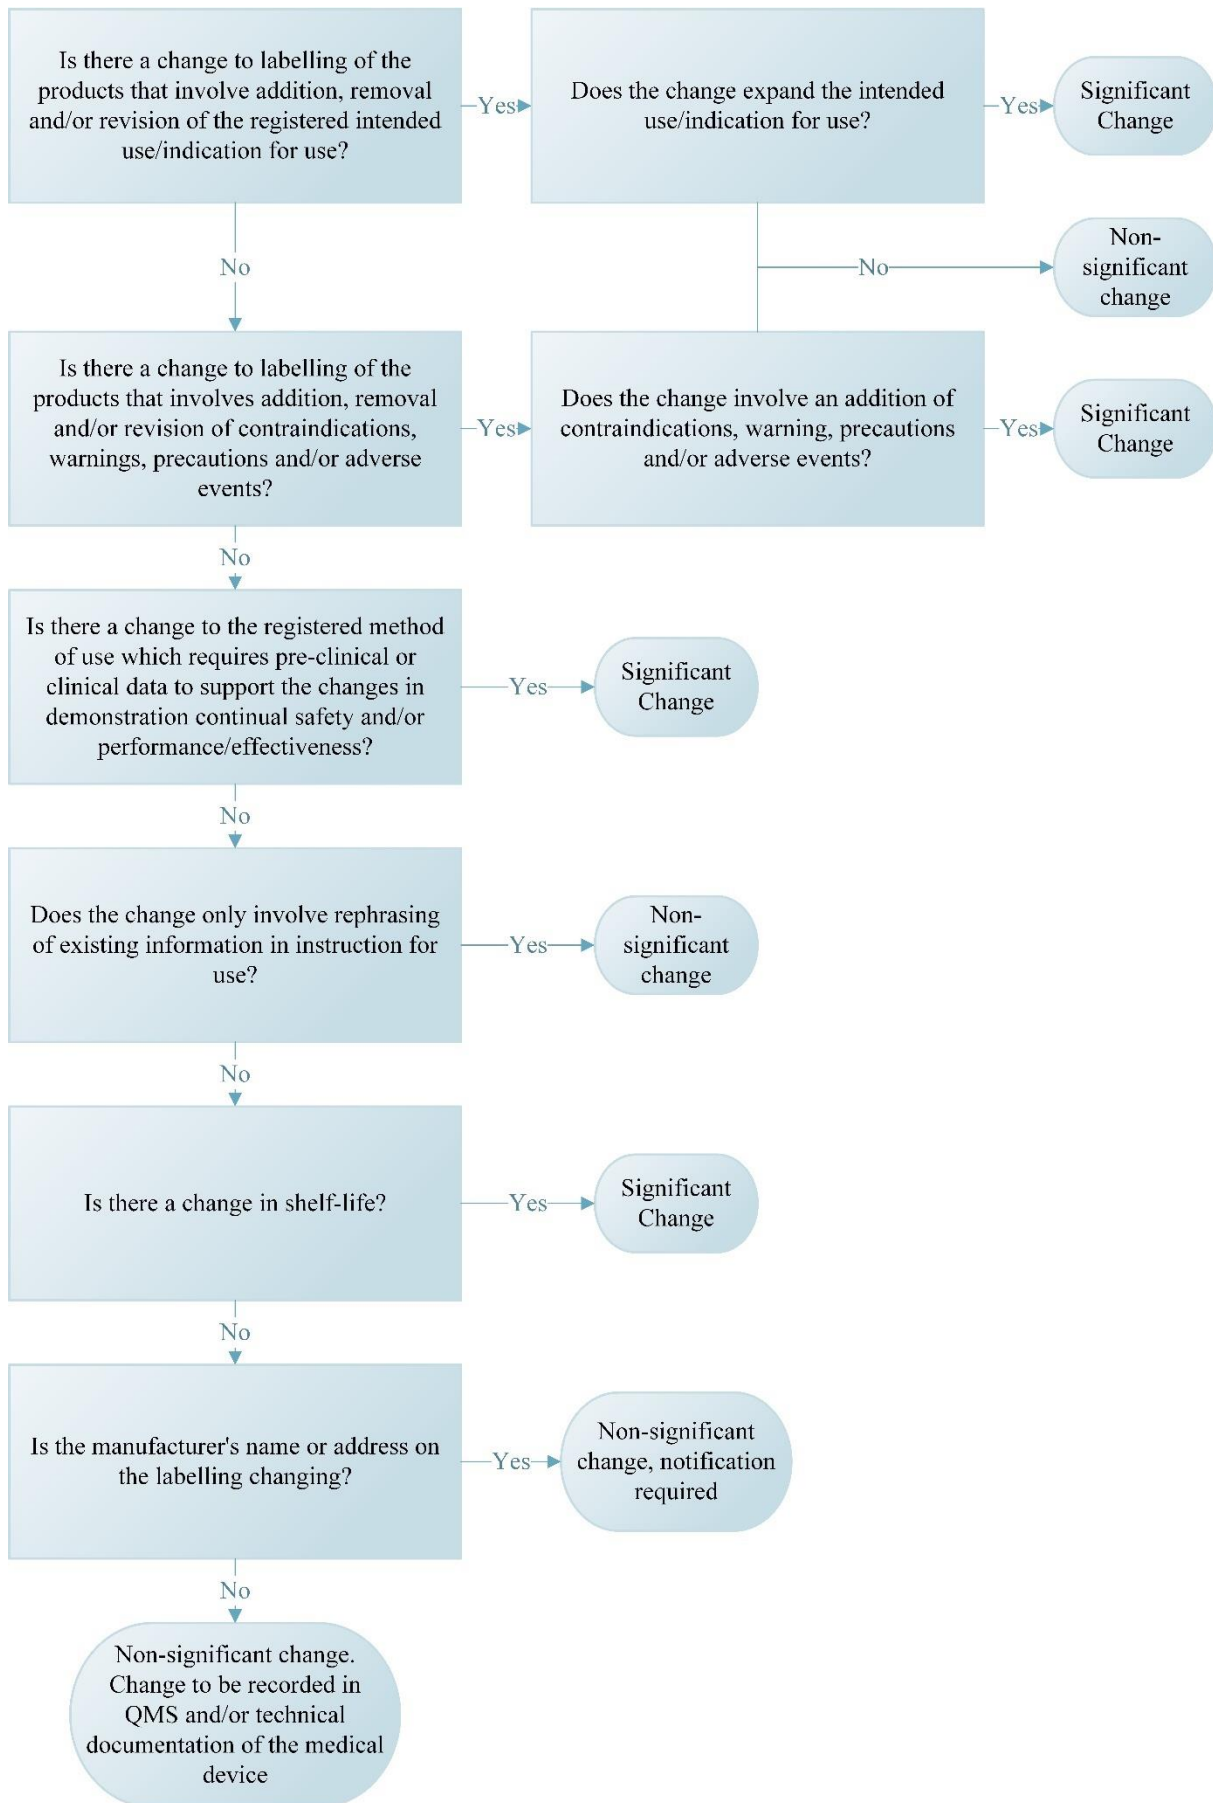 Is there a change to labelling of the
products that involve addition, removal
and/or revision of the registered intended
use/indication for use?
Yes
Does the change expand the intended
use/indication for use?
Yes
Significant
Change
No
No
Non-
significant
change
Is there a change to labelling of the
products that involves addition, removal
and/or revision of contraindications,
warnings, precautions and/or adverse
events?
Yes
Does the change involve an addition of
contraindications, warning, precautions
and/or adverse events?
Yes
Significant
Change
No
Is there a change to the registered method
of use which requires pre-clinical or
clinical data to support the changes in
demonstration continual safety and/or
performance/effectiveness?
Yes
Significant
Change
No
Does the change only involve rephrasing
of existing information in instruction for
use?
Yes
Non-
significant
change
No
Is there a change in shelf-life?
Yes
Significant
Change
No
Is the manufacturer's name or address on
the labelling changing?
Yes
Non-significant
change, notification
required
No
Non-significant change.
Change to be recorded in
QMS and/or technical
documentation of the medical
device